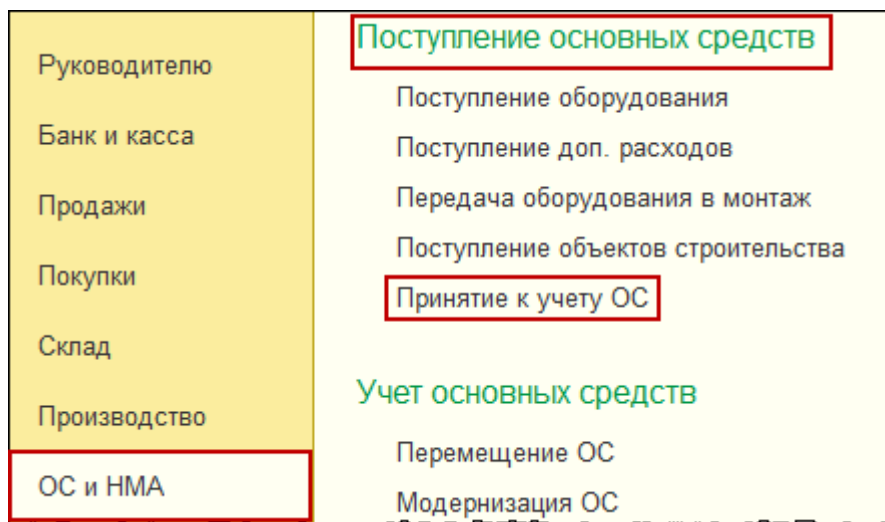 Руководителю
Банк и касса
Продажи
Покупки
Склад
Производство
ОС и НМА
Поступление основных средств
Поступление оборудования
Поступление доп. расходов
Передача оборудования в монтаж
Поступление объектов строительства
Принятие к учету ОС
Учет основных средств
Перемещение ОС
Модернизация ОС